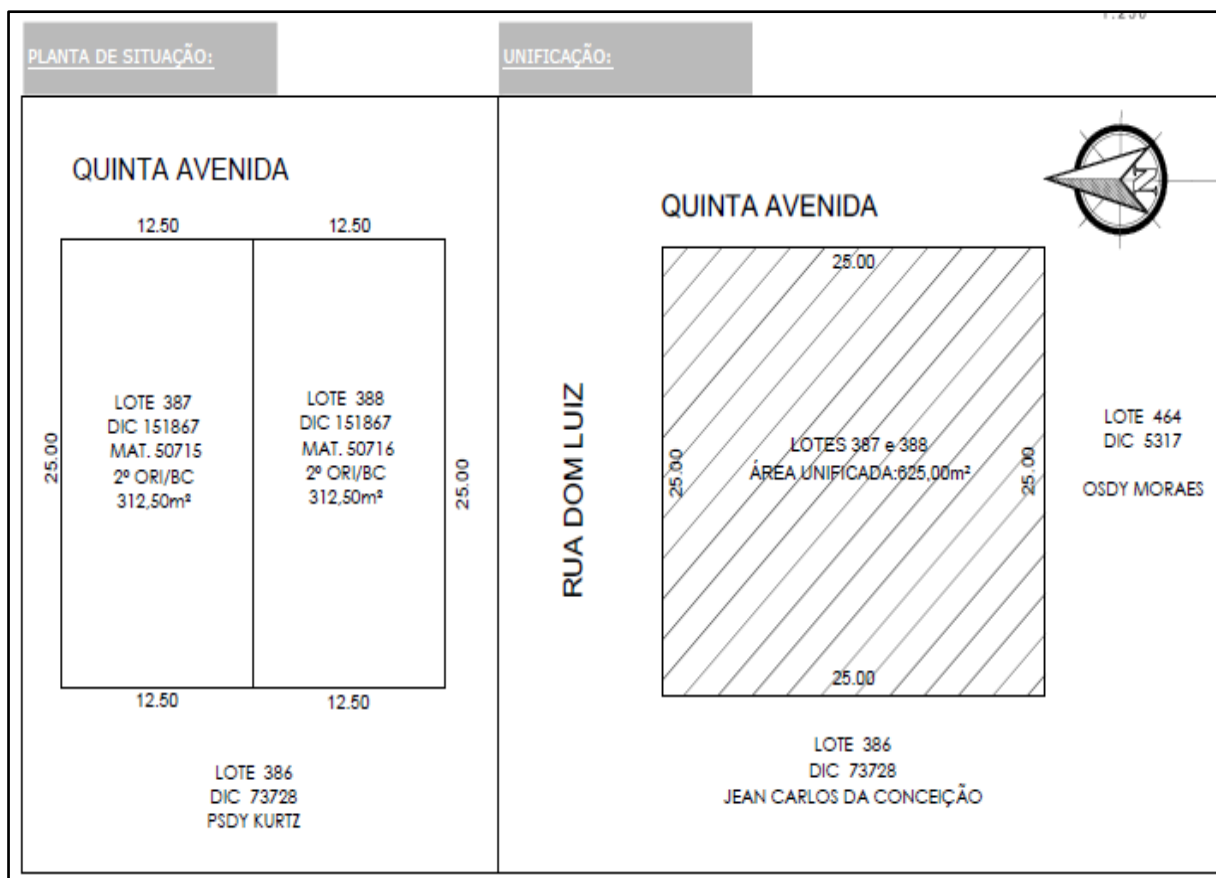 1:250
PLANTA DE SITUAÇÃO:
UNIFICAÇÃO:
QUINTA AVENIDA
12.50
12.50
25.00
LOTE 387
DIC 151867
MAT. 50715
2º ORI/BC
312,50m²
LOTE 388
DIC 151867
MAT. 50716
2º ORI/BC
312,50m²
25.00
12.50
12.50
LOTE 386
DIC 73728
PSDY KURTZ
N
QUINTA AVENIDA
25.00
RUA DOM LUIZ
25.00
LOTES 387 e 388
ÁREA UNIFICADA:625,00m²
25.00
LOTE 464
DIC 5317
OSDY MORAES
25.00
LOTE 386
DIC 73728
JEAN CARLOS DA CONCEIÇÃO